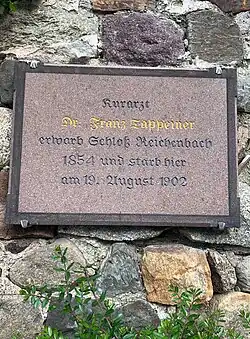 Kurarzt
Dr. Franz Tappeiner
erwarb Schloß Reichenbach
1854 und starb hier
am 19. August 1902